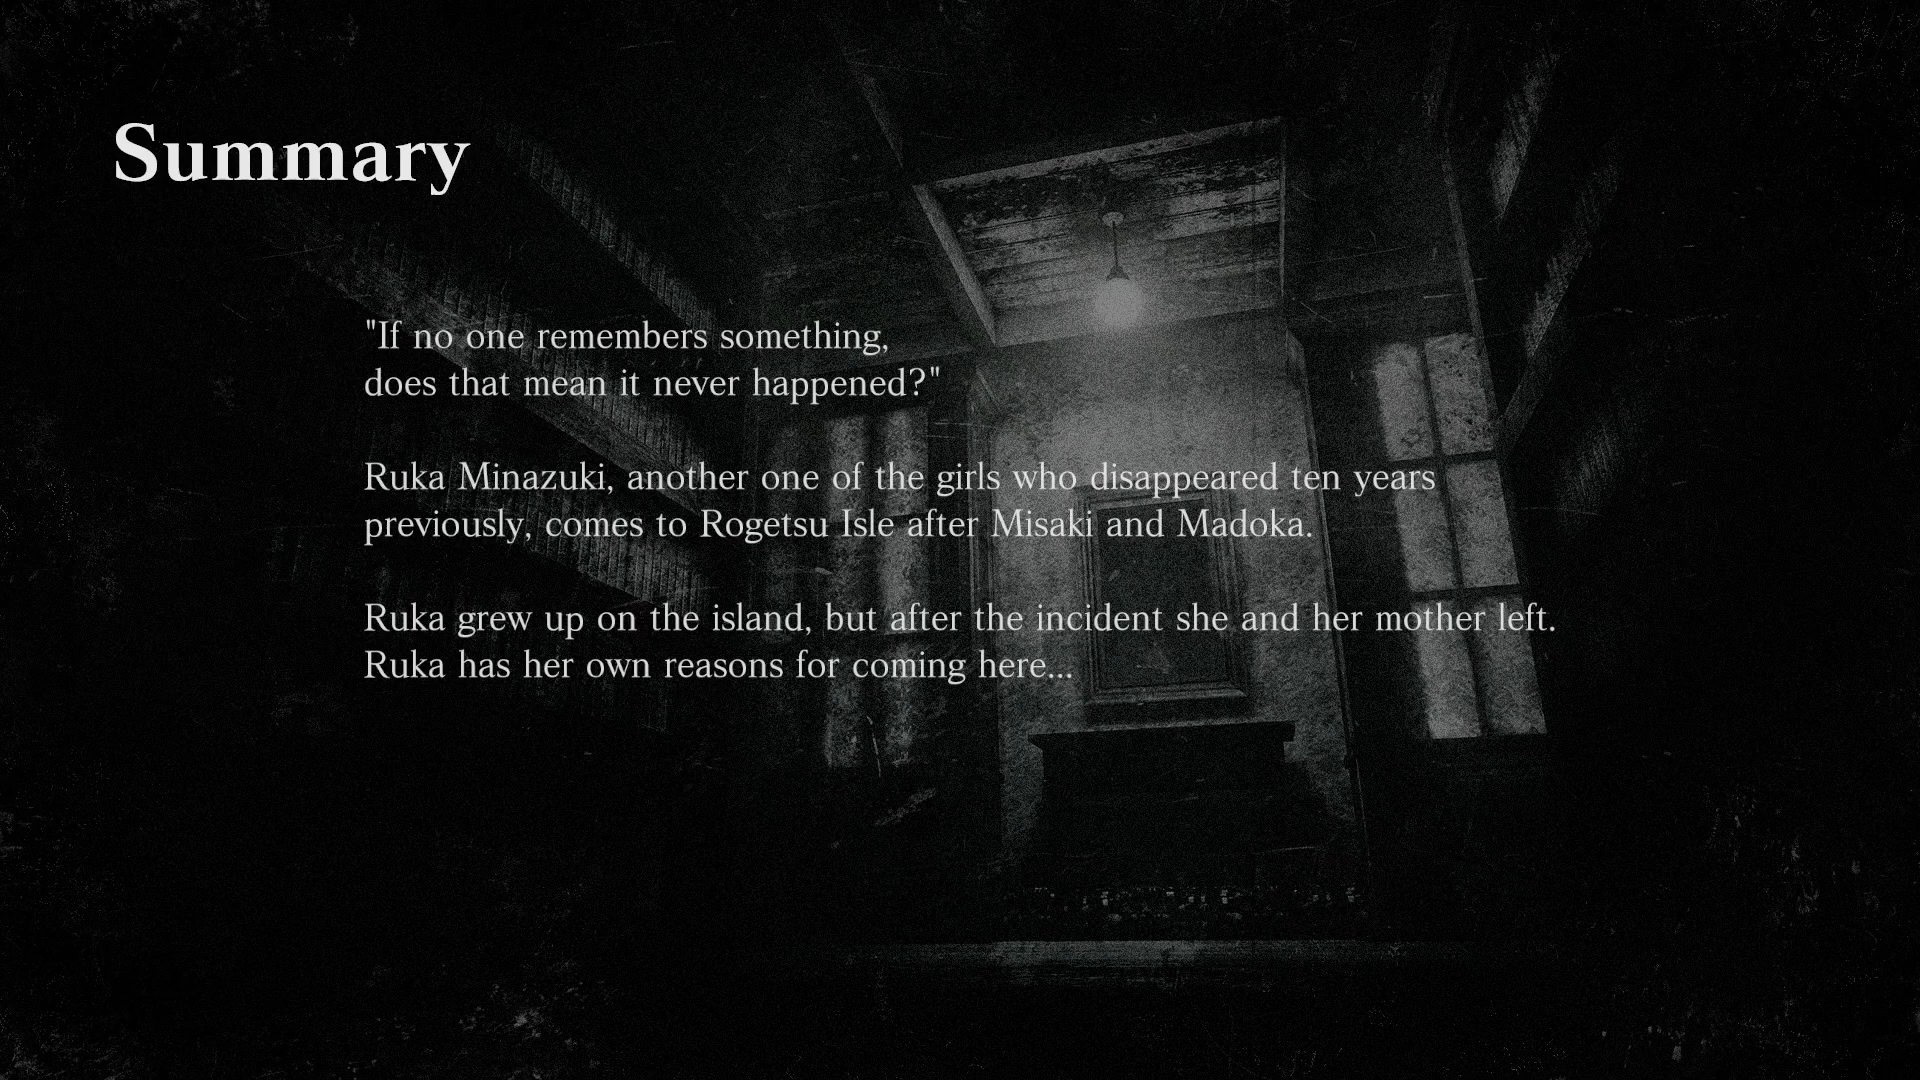 Summary
"If no one remembers something,
does that mean it never happened?"
Ruka Minazuki, another one of the girls who disappeared ten years
previously, comes to Rogetsu Isle after Misaki and Madoka.
Ruka grew up on the island, but after the incident she and her mother left.
Ruka has her own reasons for coming here...